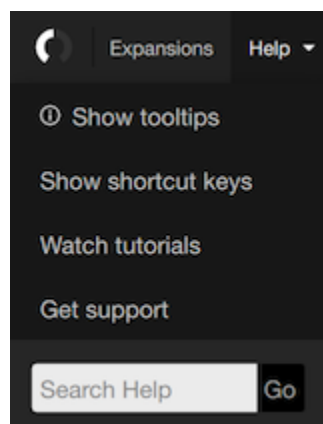 Expansions Help
Show tooltips
Show shortcut keys
Watch tutorials
Get support
Search Help Go